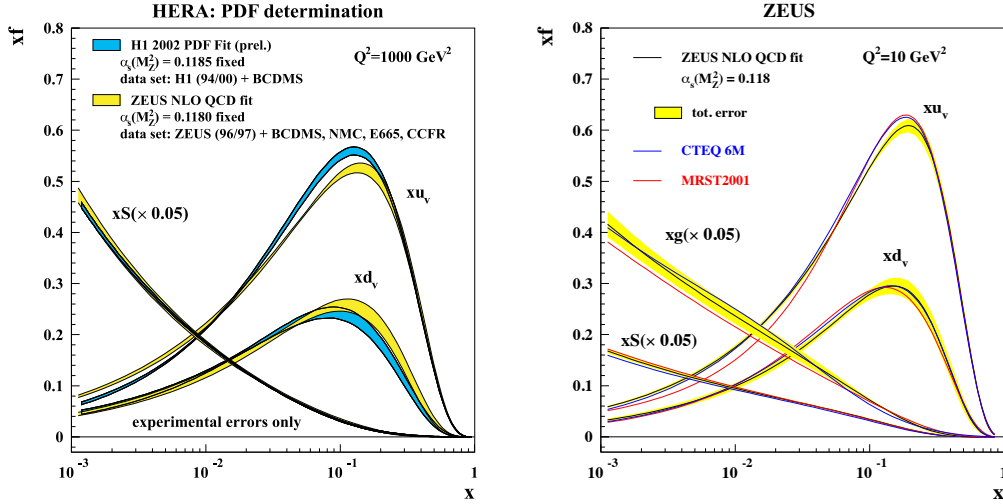 HERA: PDF determination
xf
0.8
0.7
0.6
0.5
0.4
0.3
0.2
0.1
0
H1 2002 PDF Fit (prel.)
αs(M²Z) = 0.1185 fixed
data set: H1 (94/00) + BCDMS
Q²=1000 GeV²
ZEUS NLO QCD fit
αs(M²Z) = 0.1180 fixed
data set: ZEUS (96/97) + BCDMS, NMC, E665, CCFR
xuv
xS(× 0.05)
xdv
experimental errors only
10⁻³
10⁻²
10⁻¹
1
x
ZEUS
xf
0.8
0.7
0.6
0.5
0.4
0.3
0.2
0.1
0
ZEUS NLO QCD fit
αs(M²Z) = 0.118
Q²=10 GeV²
tot. error
xuv
CTEQ 6M
MRST2001
xg(× 0.05)
xdv
xS(× 0.05)
10⁻³
10⁻²
10⁻¹
1
x